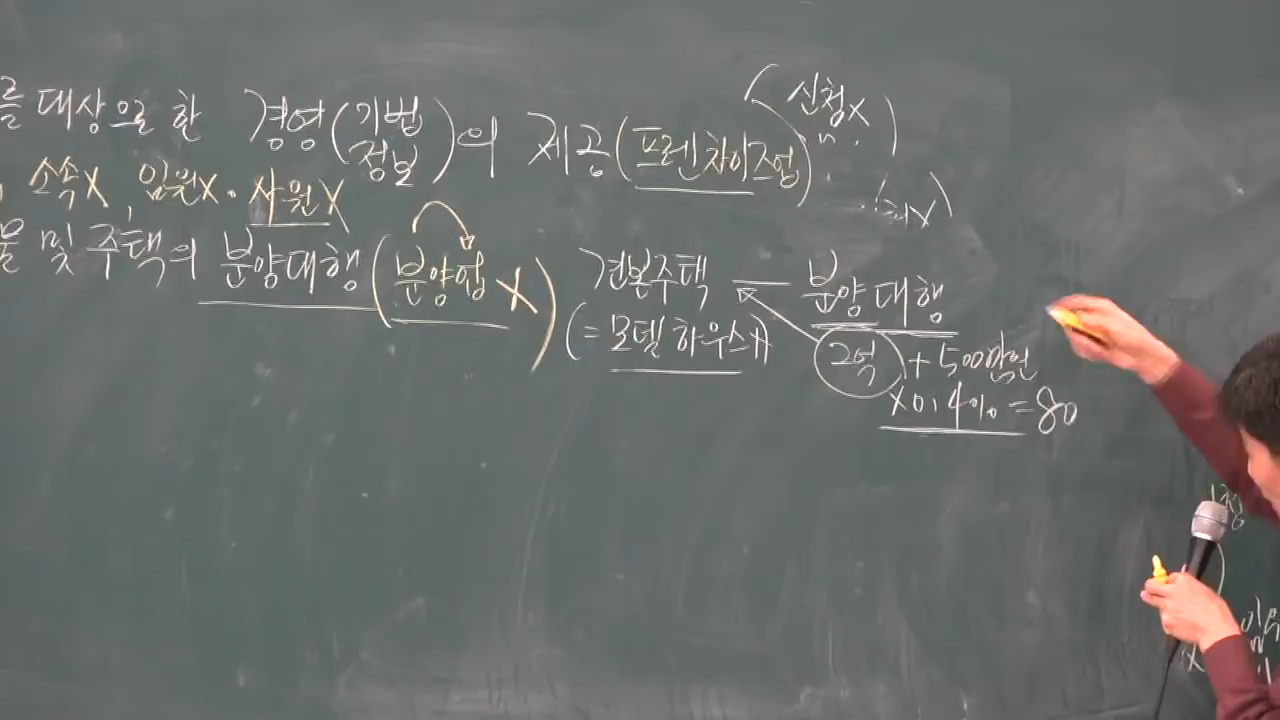 (신청X)
를 대상으로 한 경영(기법 정보)의 제공(프렌차이즈업)
소속X, 임원X. 사원X
물 및 주택의 분양대행(분양업X) 견본주택 — 분양대행
(=모델하우스)
2억 + 500만원
X0.4% = 80